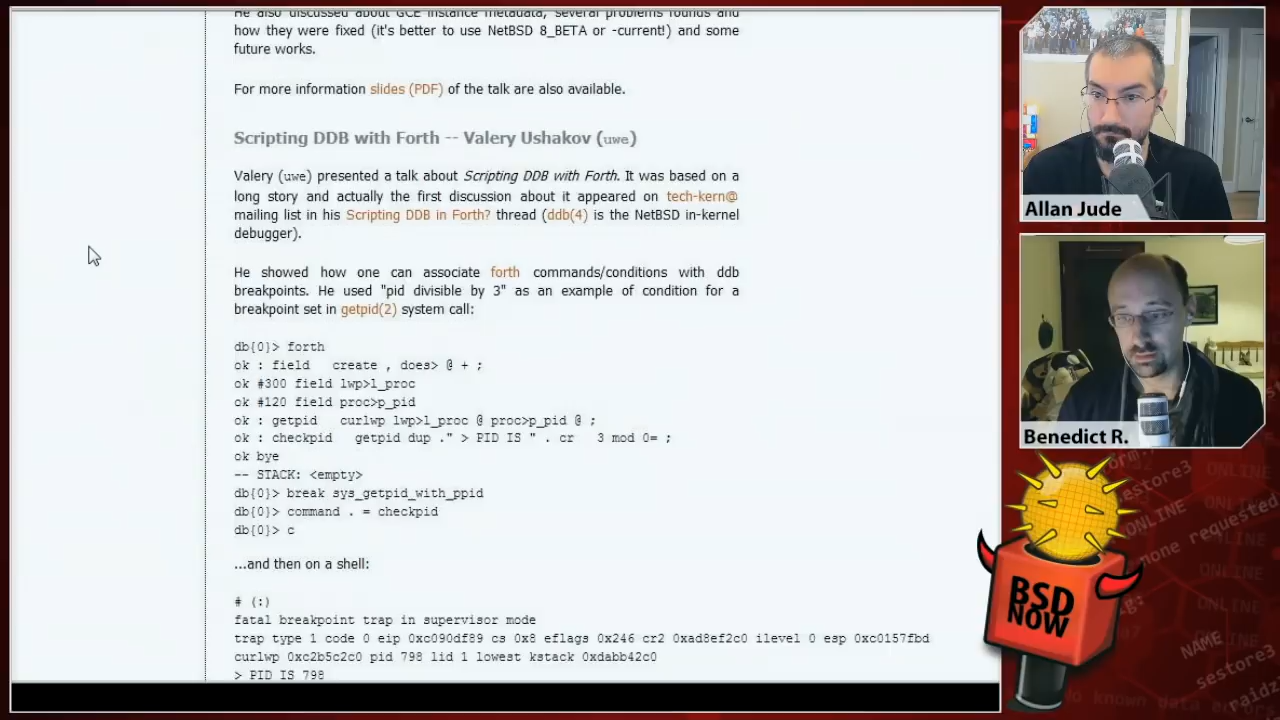 He also discussed about GCE instance metadata, several problems founds and
how they were fixed (it's better to use NetBSD 8_BETA or -current!) and some
future works.
For more information slides (PDF) of the talk are also available.
Scripting DDB with Forth -- Valery Ushakov (uwe)
Valery (uwe) presented a talk about Scripting DDB with Forth. It was based on a
long story and actually the first discussion about it appeared on tech-kern@
mailing list in his Scripting DDB in Forth? thread (ddb(4) is the NetBSD in-kernel
debugger).
He showed how one can associate forth commands/conditions with ddb
breakpoints. He used "pid divisible by 3" as an example of condition for a
breakpoint set in getpid(2) system call:
db{0}> forth
ok : field   create , does> @ + ;
ok #300 field lwp>l_proc
ok #120 field proc>p_pid
ok : getpid   curlwp lwp>l_proc @ proc>p_pid @ ;
ok : checkpid   getpid dup ." > PID IS " . cr   3 mod 0= ;
ok bye
-- STACK: <empty>
db{0}> break sys_getpid_with_ppid
db{0}> command . = checkpid
db{0}> c
...and then on a shell:
# (:)
fatal breakpoint trap in supervisor mode
trap type 1 code 0 eip 0xc090df89 cs 0x8 eflags 0x246 cr2 0xad8ef2c0 ilevel 0 esp 0xc0157fbd
curlwp 0xc2b5c2c0 pid 798 lid 1 lowest kstack 0xdabb42c0
> PID IS 798
Allan Jude
Benedict R.
BSD
NOW
ONLINE
ONLINE
ONLINE
none requested
NAME